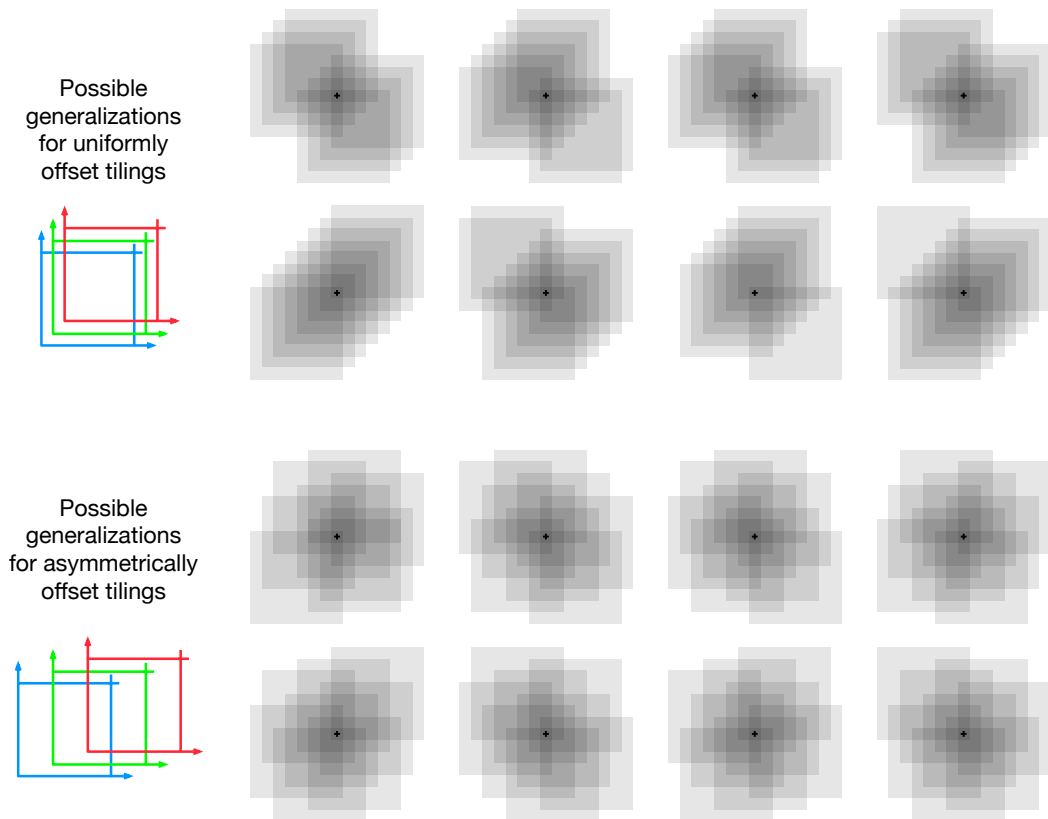 Possible
generalizations
for uniformly
offset tilings
Possible
generalizations
for asymmetrically
offset tilings